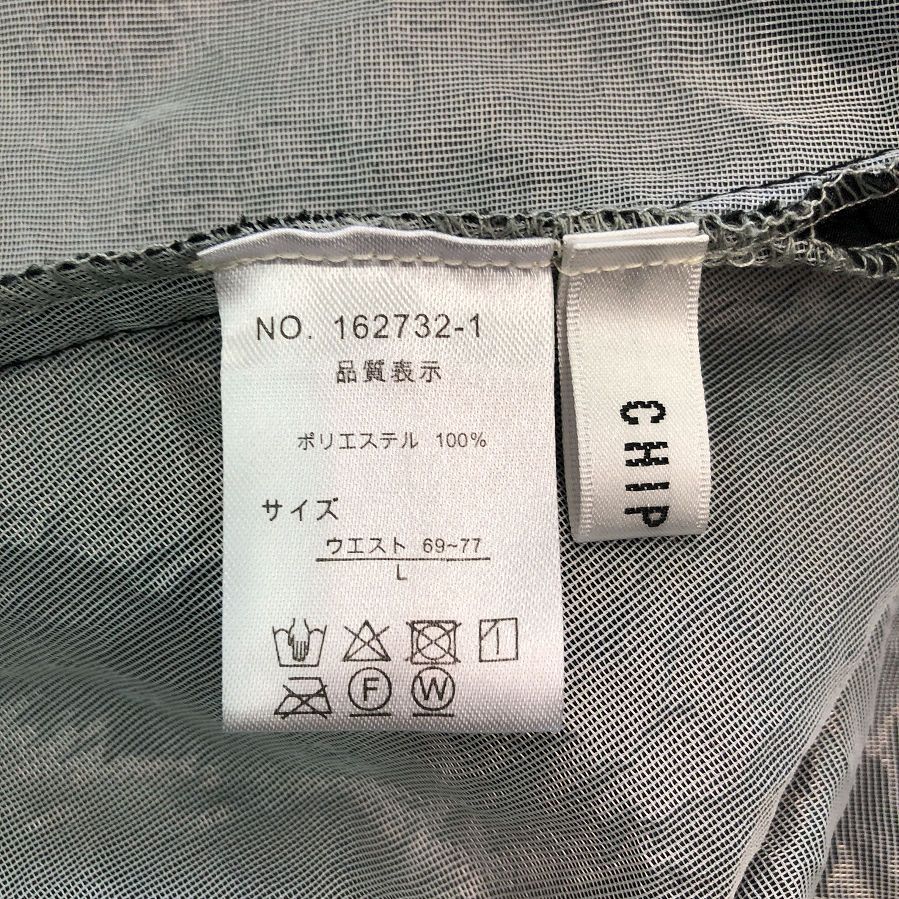 NO. 162732-1
品質表示
ポリエステル 100%
サイズ
ウエスト 69~77
L
F
W
CHIP